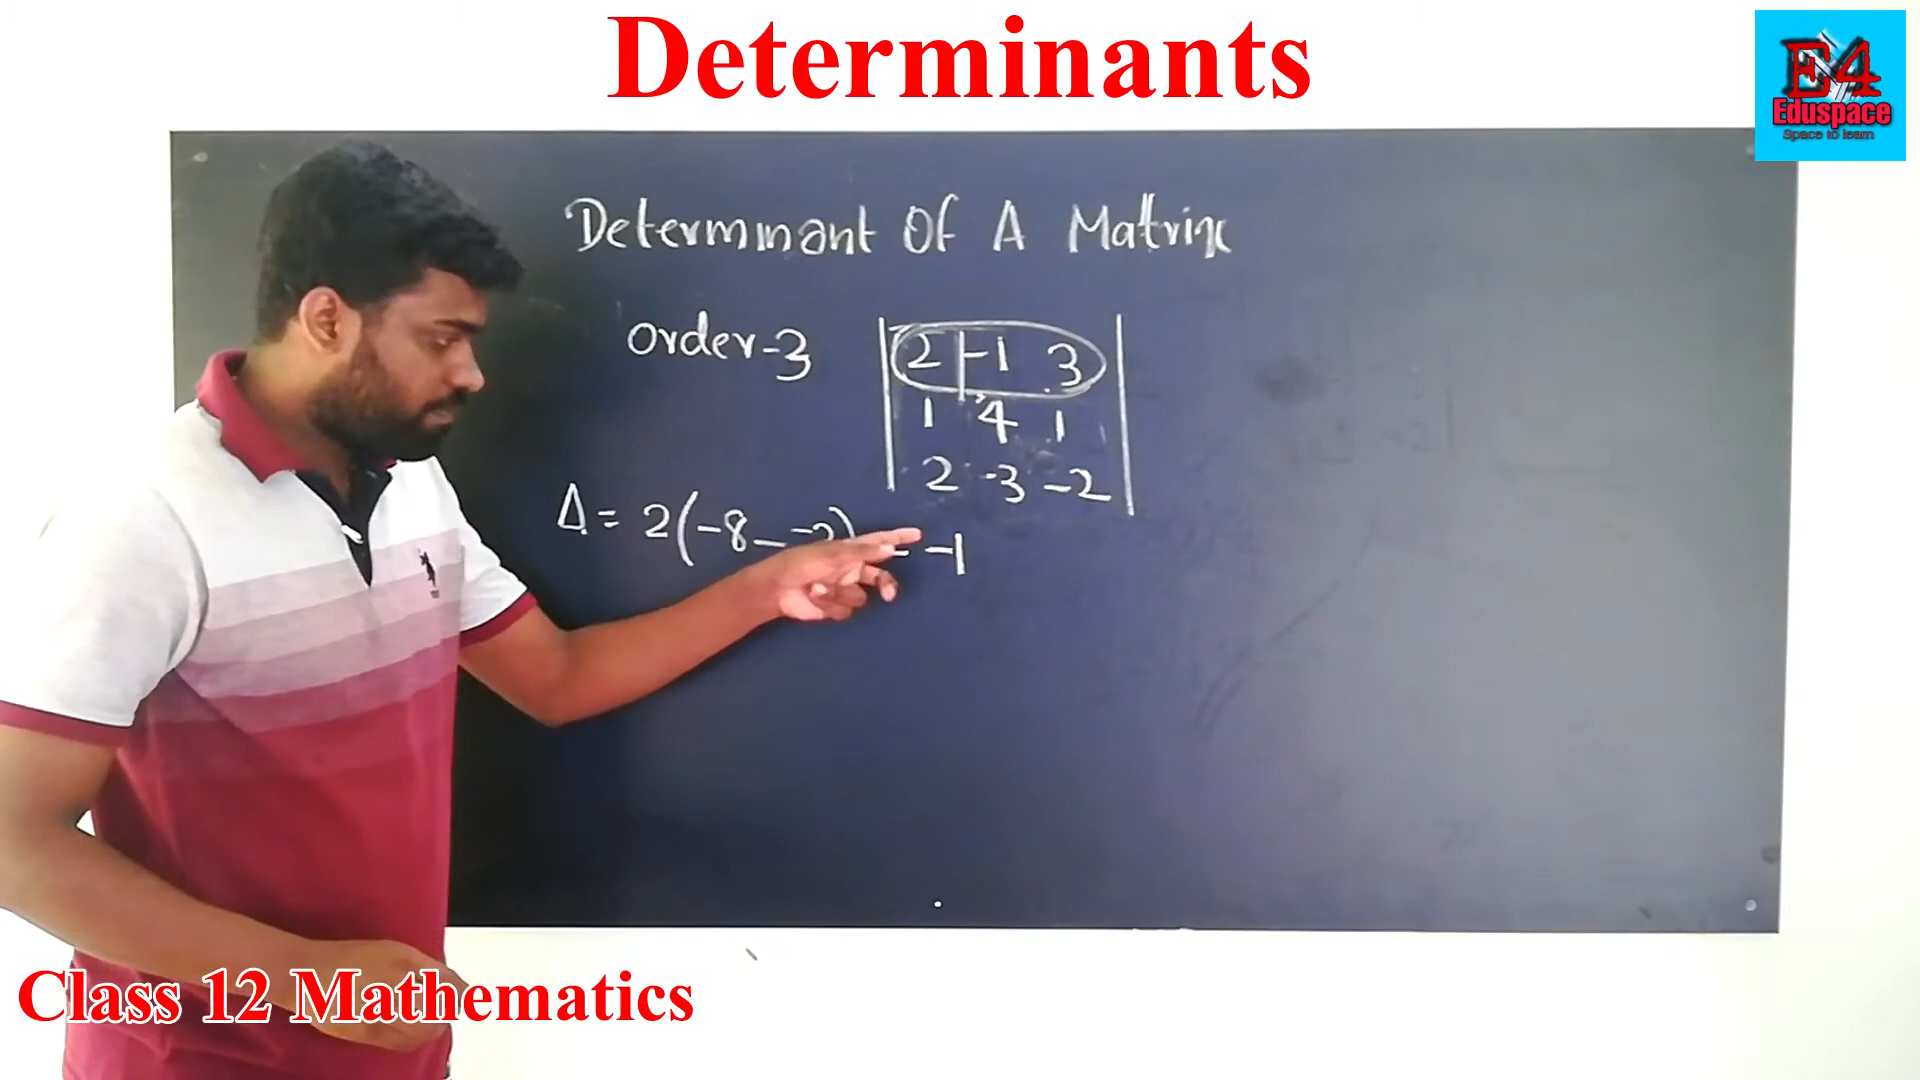 Determinants
E4
Eduspace
Space to learn
Determinant Of A Matrix
Order-3
2 -1 3
1 4 1
2 -3 -2
Δ = 2(-8 - -3) - -1
Class 12 Mathematics